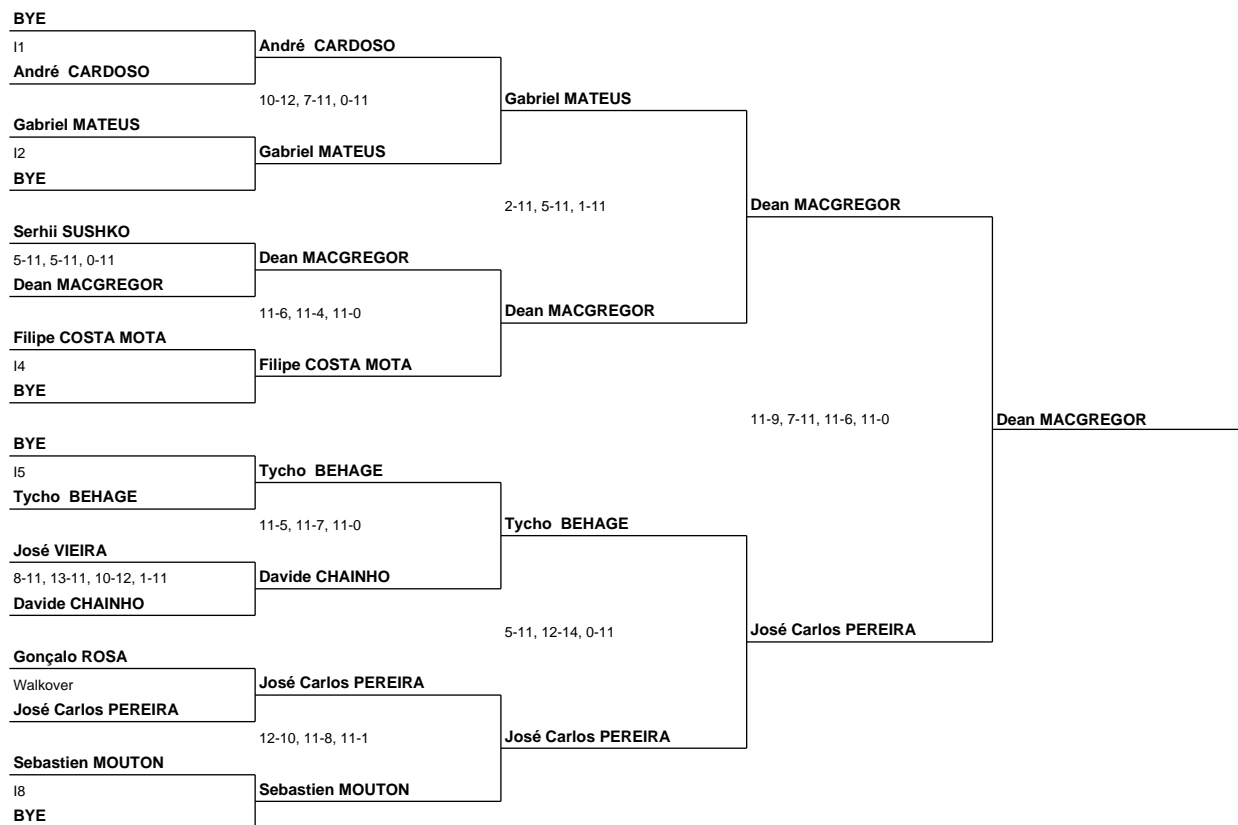 BYE
I1
André  CARDOSO
André  CARDOSO
10-12, 7-11, 0-11
Gabriel MATEUS
Gabriel MATEUS
I2
Gabriel MATEUS
BYE
2-11, 5-11, 1-11
Dean MACGREGOR
Serhii SUSHKO
5-11, 5-11, 0-11
Dean MACGREGOR
Dean MACGREGOR
11-6, 11-4, 11-0
Dean MACGREGOR
Filipe COSTA MOTA
I4
Filipe COSTA MOTA
BYE
11-9, 7-11, 11-6, 11-0
Dean MACGREGOR
BYE
I5
Tycho  BEHAGE
Tycho  BEHAGE
11-5, 11-7, 11-0
Tycho  BEHAGE
José VIEIRA
8-11, 13-11, 10-12, 1-11
Davide CHAINHO
Davide CHAINHO
5-11, 12-14, 0-11
José Carlos PEREIRA
Gonçalo ROSA
Walkover
José Carlos PEREIRA
José Carlos PEREIRA
12-10, 11-8, 11-1
José Carlos PEREIRA
Sebastien MOUTON
I8
Sebastien MOUTON
BYE